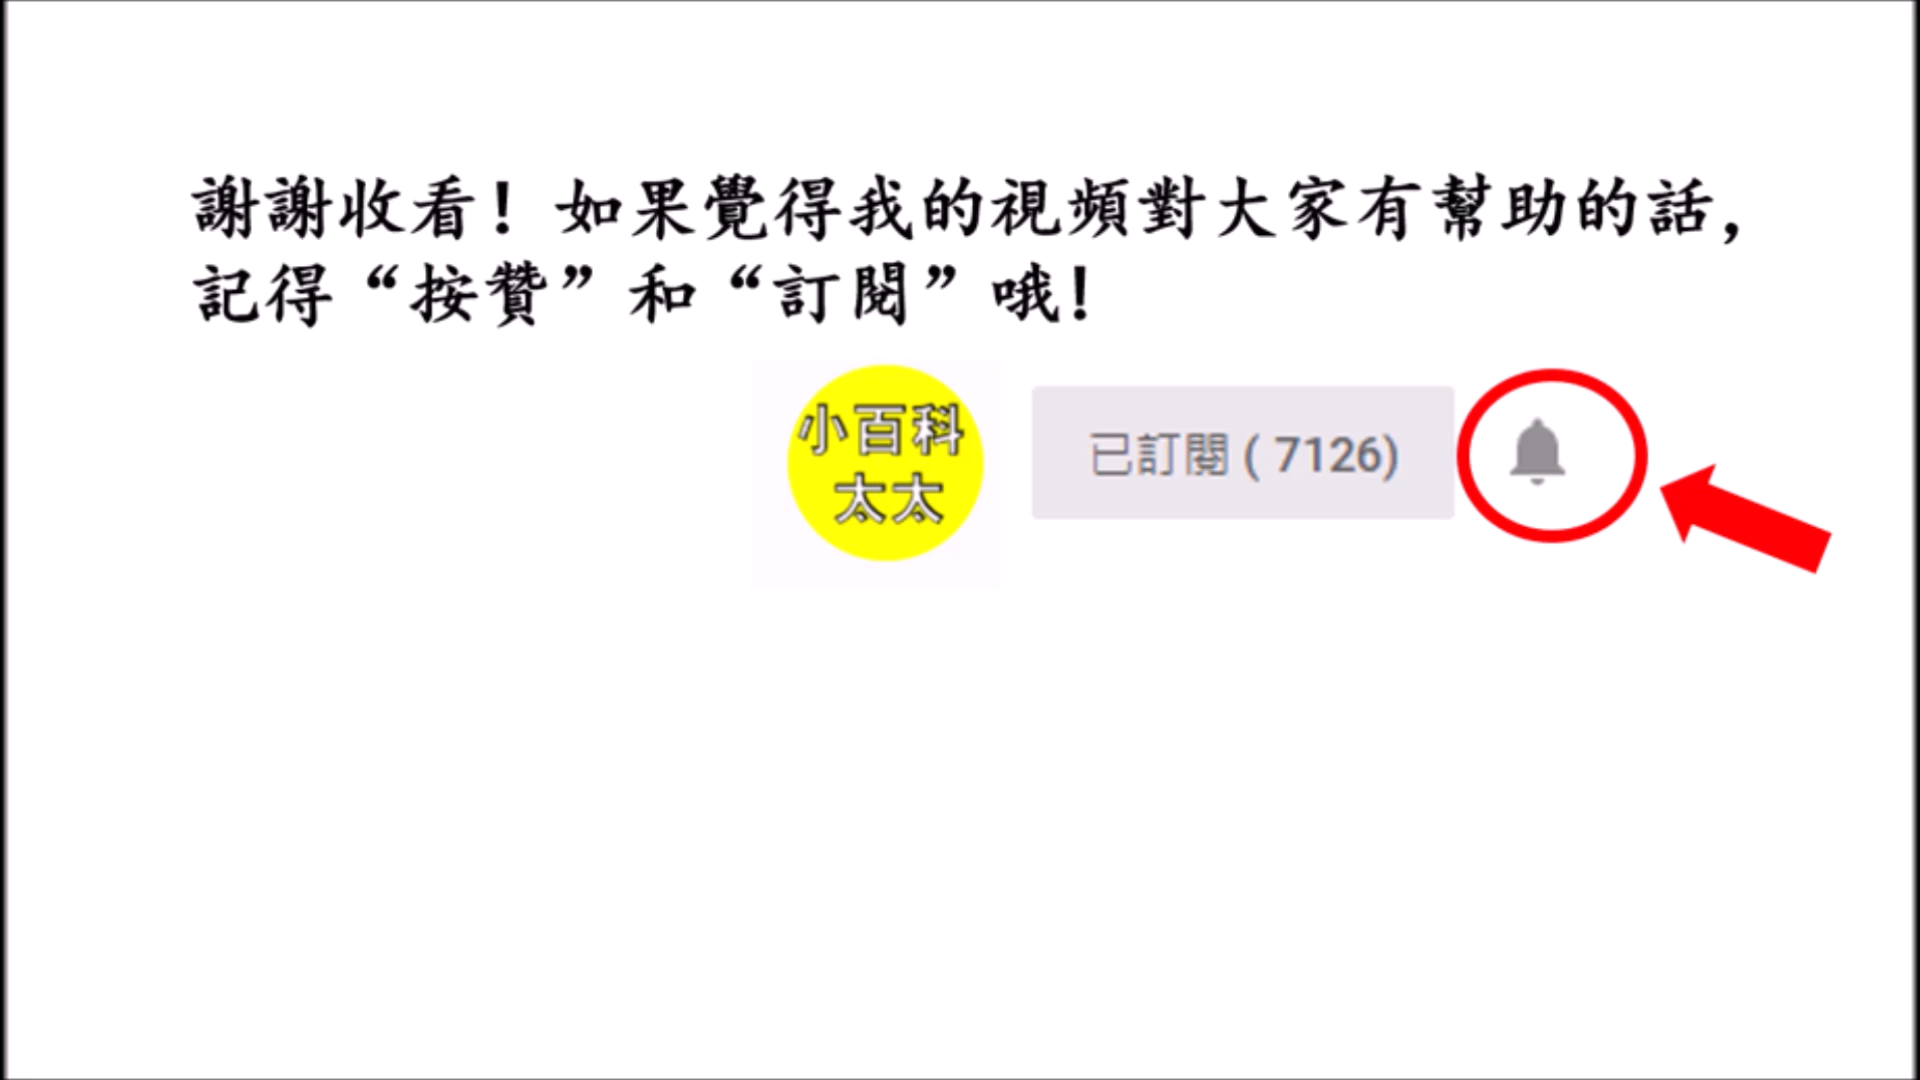 謝謝收看！如果覺得我的視頻對大家有幫助的話，
記得“按贊”和“訂閱”哦！
小百科
太太
已訂閱 ( 7126)